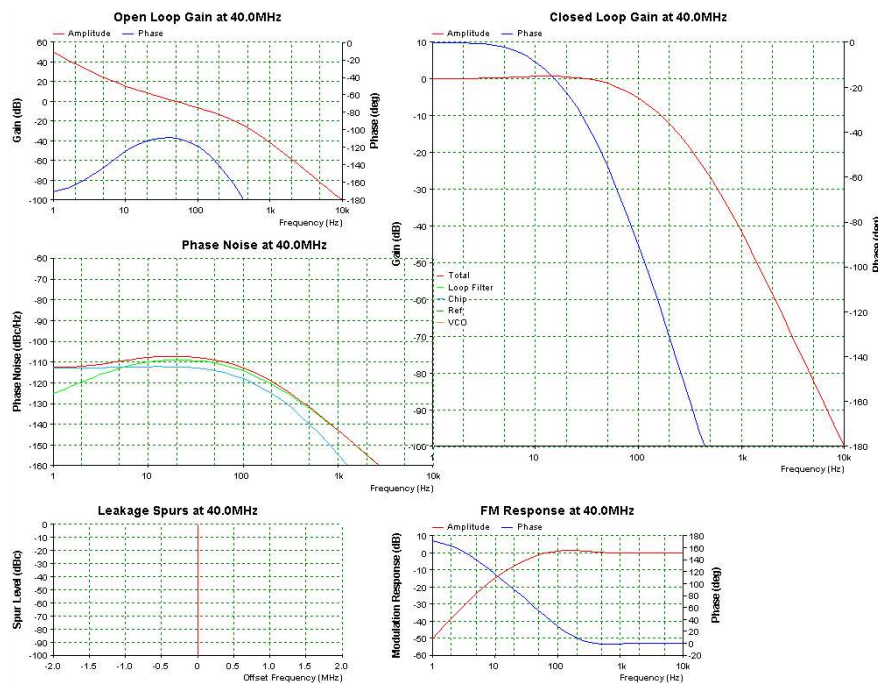 Open Loop Gain at 40.0MHz
Amplitude Phase
Gain (dB)
60
40
20
0
-20
-40
-60
-80
-100
0
-20
-40
-60
-80
-100
-120
-140
-160
-180
Phase (deg)
1 10 100 1k 10k
Frequency (Hz)
Closed Loop Gain at 40.0MHz
Amplitude Phase
Gain (dB)
10
0
-10
-20
-30
-40
-50
-60
-70
-80
-90
-100
0
-20
-40
-60
-80
-100
-120
-140
-160
-180
Phase (deg)
10 100 1k 10k
Frequency (Hz)
Phase Noise at 40.0MHz
Phase Noise (dBc/Hz)
-60
-70
-80
-90
-100
-110
-120
-130
-140
-150
-160
Total
Loop Filter
Chip
Ref
VCO
1 10 100 1k 10k
Frequency (Hz)
Leakage Spurs at 40.0MHz
Spur Level (dBc)
0
-10
-20
-30
-40
-50
-60
-70
-80
-90
-100
-2.0 -1.5 -1.0 -0.5 0 0.5 1.0 1.5 2.0
Offset Frequency (MHz)
FM Response at 40.0MHz
Amplitude Phase
Modulation Response (dB)
10
0
-10
-20
-30
-40
-50
-60
180
160
140
120
100
80
60
40
20
0
-20
Phase (deg)
1 10 100 1k 10k
Frequency (Hz)